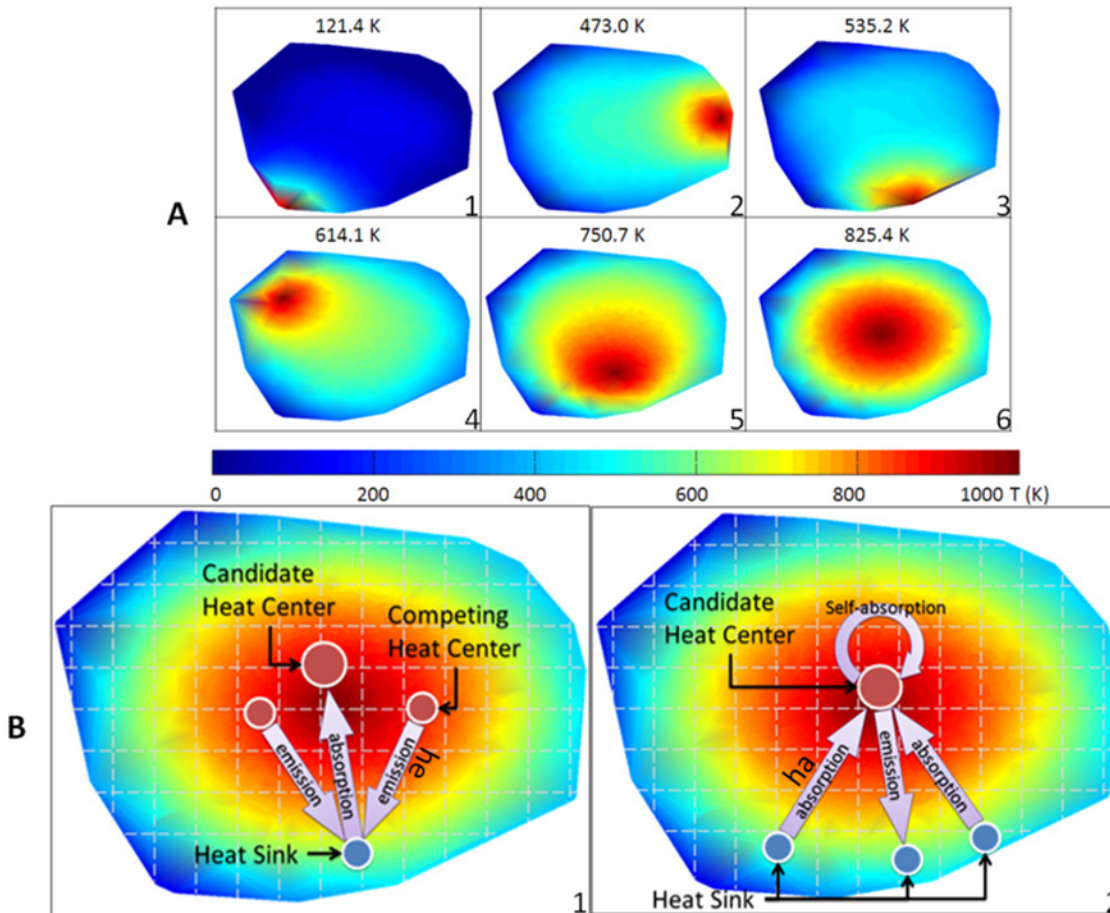 121.4 K
473.0 K
535.2 K
A
1
2
3
614.1 K
750.7 K
825.4 K
4
5
6
0
200
400
600
800
1000 T (K)
B
Candidate
Heat Center
Competing
Heat Center
emission
absorption
emission
he
Heat Sink
1
Candidate
Heat Center
Self-absorption
ha
absorption
emission
absorption
Heat Sink
2